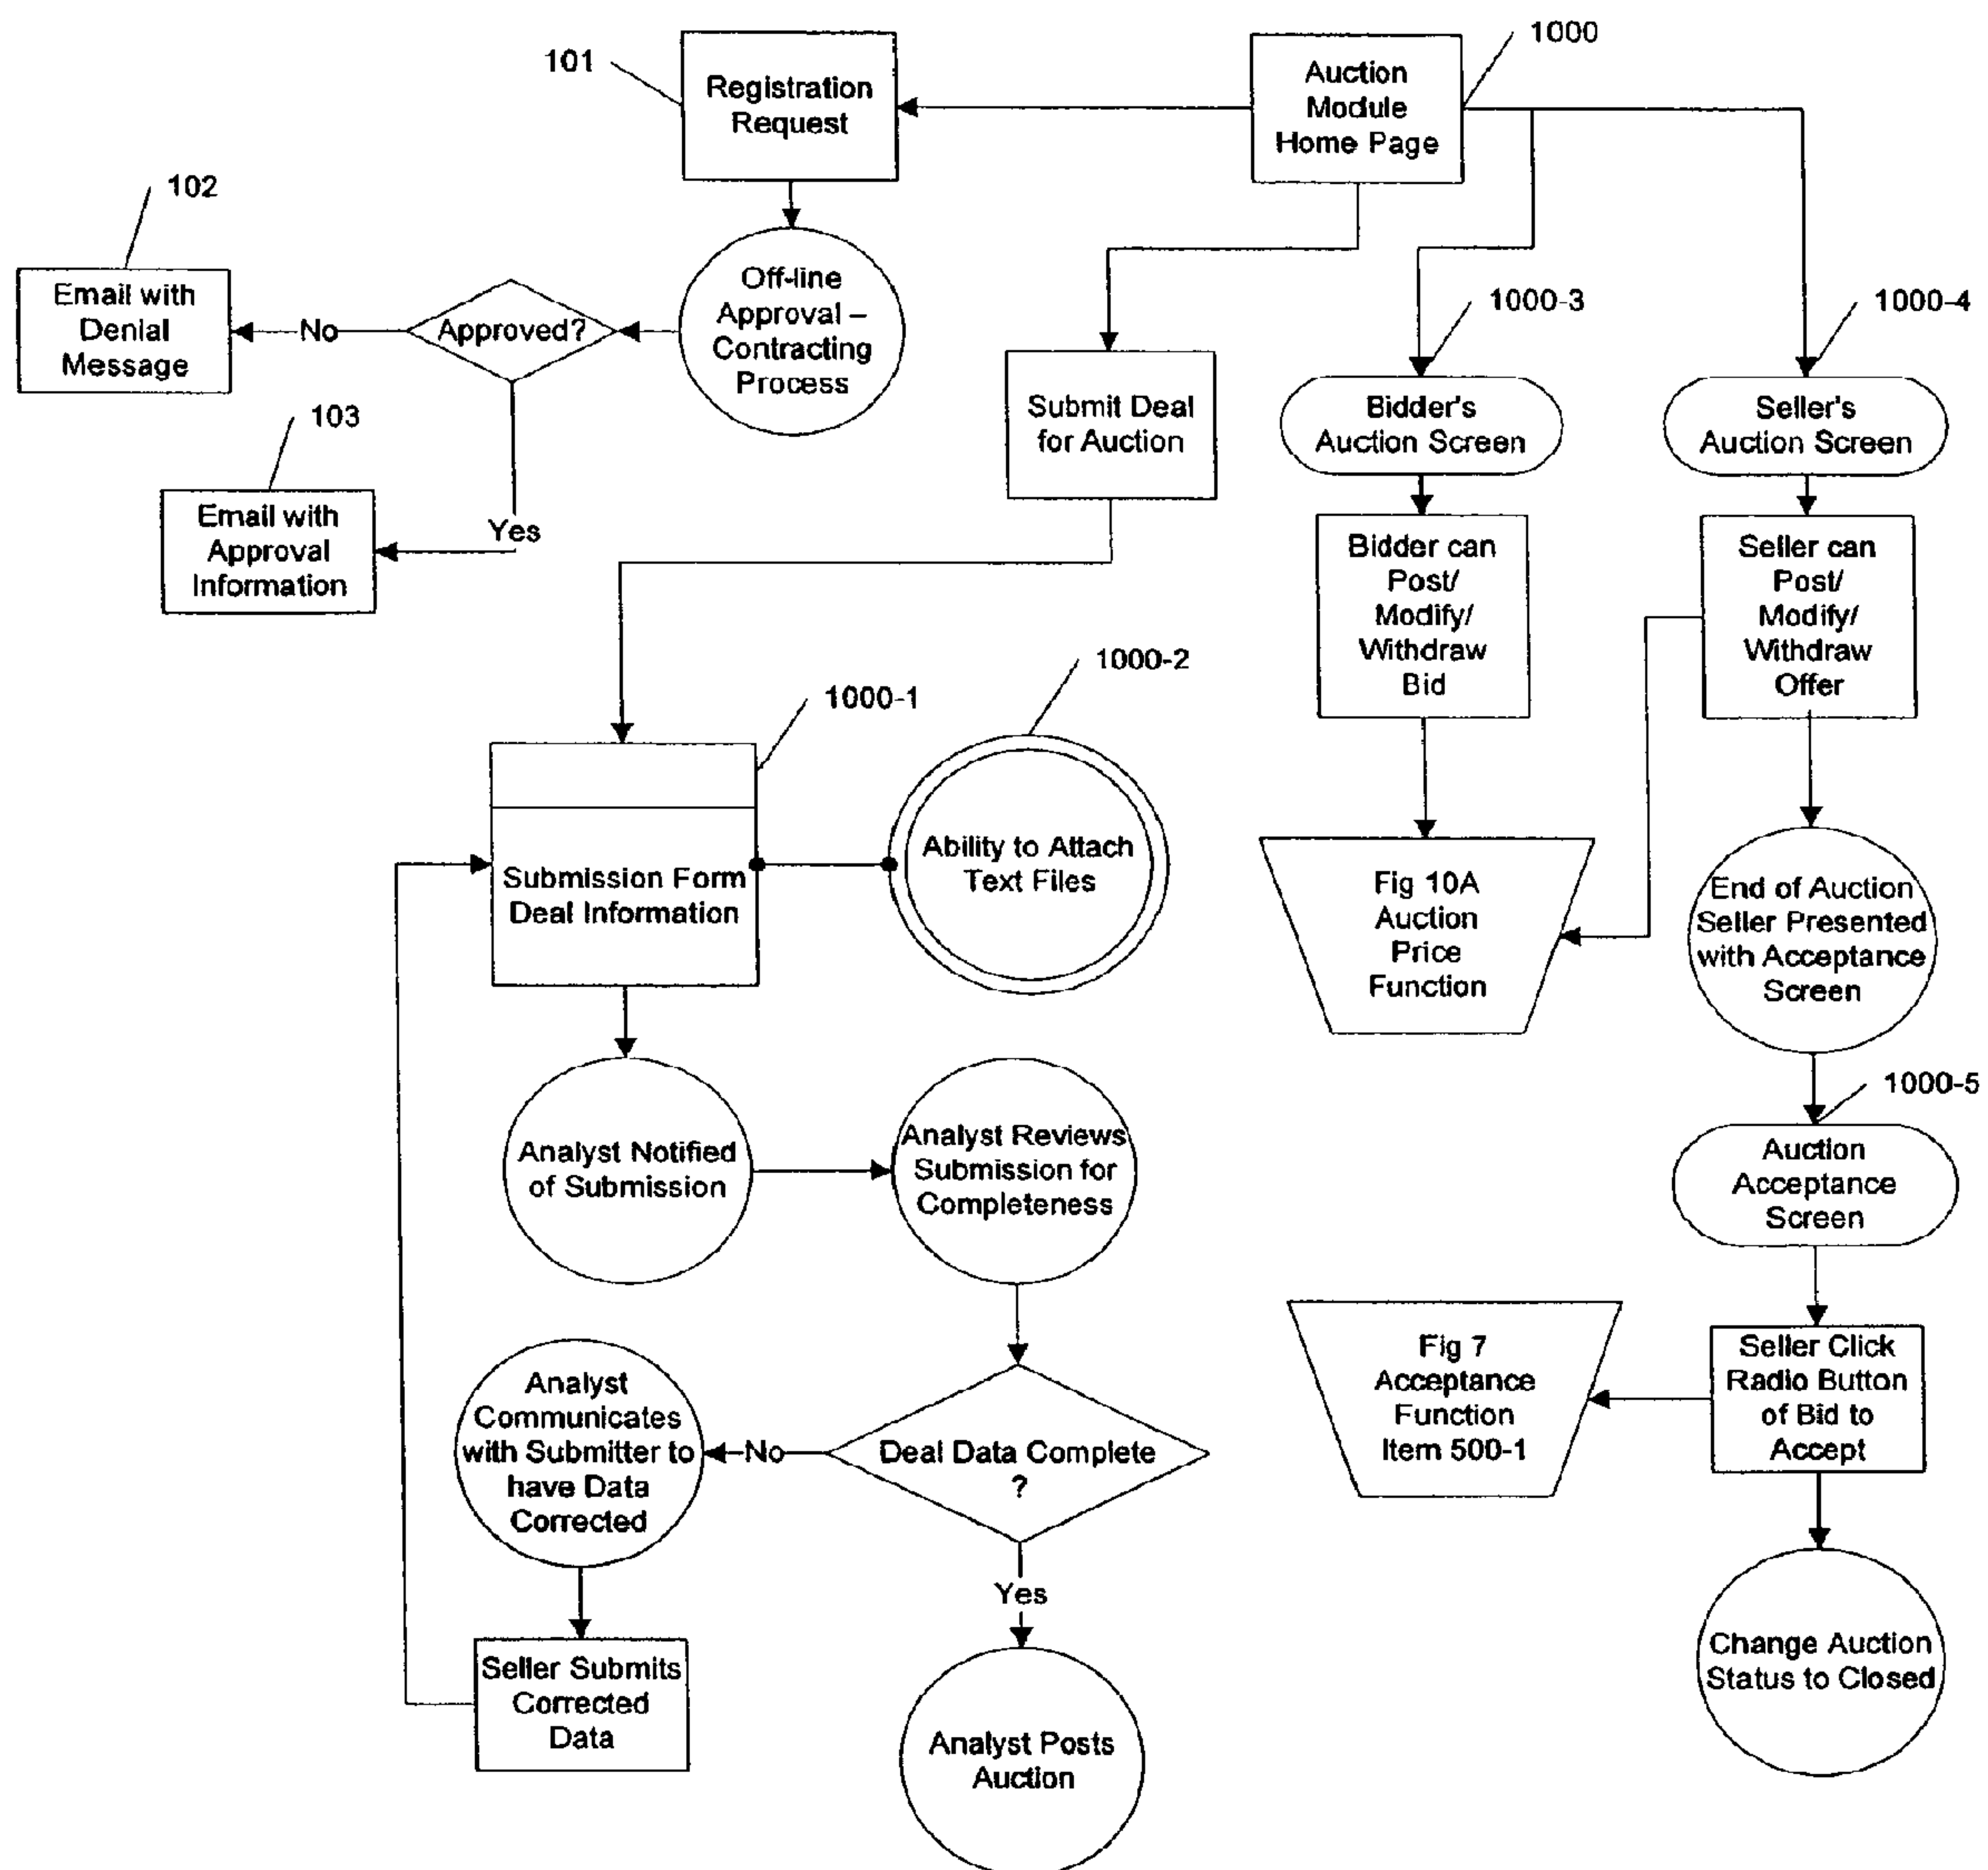 101
Registration
Request
Auction
Module
Home Page
1000
102
Email with
Denial
Message
No
Approved?
Off-line
Approval –
Contracting
Process
103
Email with
Approval
Information
Yes
Submit Deal
for Auction
1000-3
Bidder's
Auction Screen
1000-4
Seller's
Auction Screen
Bidder can
Post/
Modify/
Withdraw
Bid
Seller can
Post/
Modify/
Withdraw
Offer
1000-1
Submission Form
Deal Information
1000-2
Ability to Attach
Text Files
Fig 10A
Auction
Price
Function
End of Auction
Seller Presented
with Acceptance
Screen
Analyst Notified
of Submission
Analyst Reviews
Submission for
Completeness
1000-5
Auction
Acceptance
Screen
Analyst
Communicates
with Submitter to
have Data
Corrected
No
Deal Data Complete
?
Fig 7
Acceptance
Function
Item 500-1
Seller Click
Radio Button
of Bid to
Accept
Yes
Seller Submits
Corrected
Data
Analyst Posts
Auction
Change Auction
Status to Closed